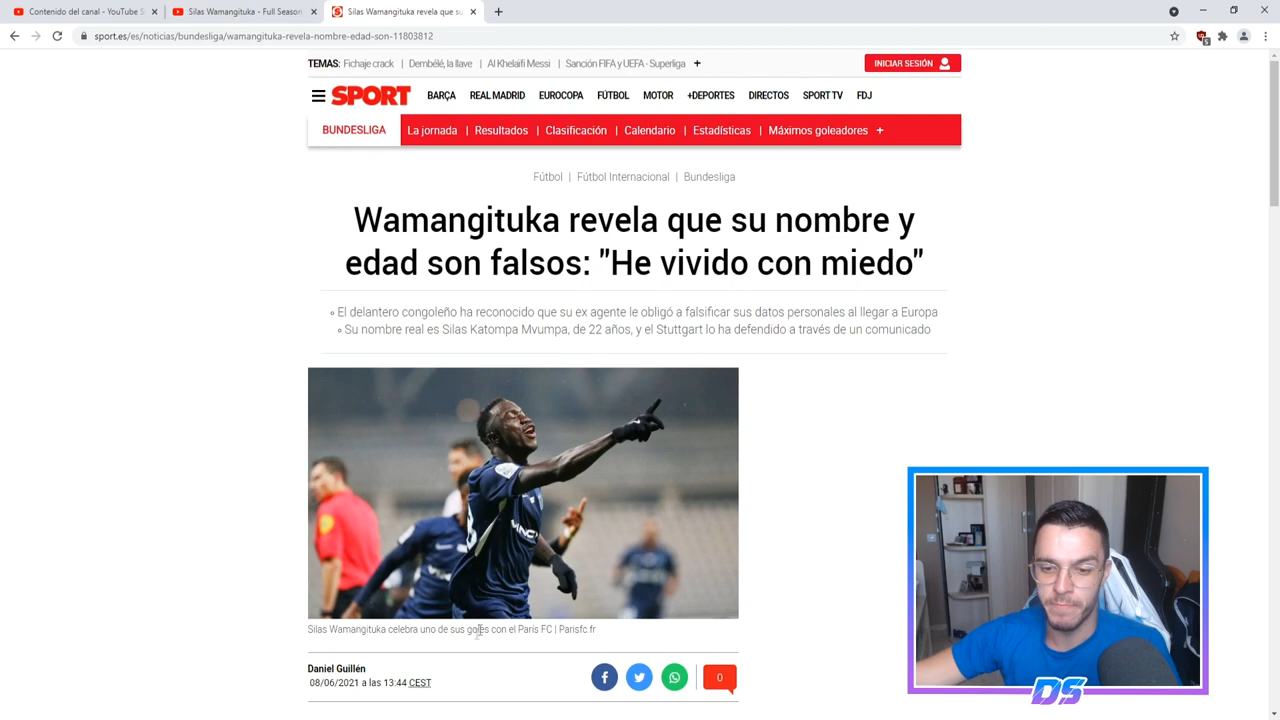 Contenido del canal - YouTube S
Silas Wamangituka - Full Season
Silas Wamangituka revela que su
sport.es/es/noticias/bundesliga/wamangituka-revela-nombre-edad-son-11803812
TEMAS: Fichaje crack | Dembélé, la llave | Al Khelaïfi Messi | Sanción FIFA y UEFA - Superliga +
INICIAR SESIÓN
SPORT BARÇA REAL MADRID EUROCOPA FÚTBOL MOTOR +DEPORTES DIRECTOS SPORT TV FDJ
BUNDESLIGA La jornada | Resultados | Clasificación | Calendario | Estadísticas | Máximos goleadores +
Fútbol | Fútbol Internacional | Bundesliga
Wamangituka revela que su nombre y
edad son falsos: "He vivido con miedo"
El delantero congoleño ha reconocido que su ex agente le obligó a falsificar sus datos personales al llegar a Europa
Su nombre real es Silas Katompa Mvumpa, de 22 años, y el Stuttgart lo ha defendido a través de un comunicado
VINCI
Silas Wamangituka celebra uno de sus goles con el París FC | Parisfc.fr
Daniel Guillén
08/06/2021 a las 13:44 CEST
0
DS